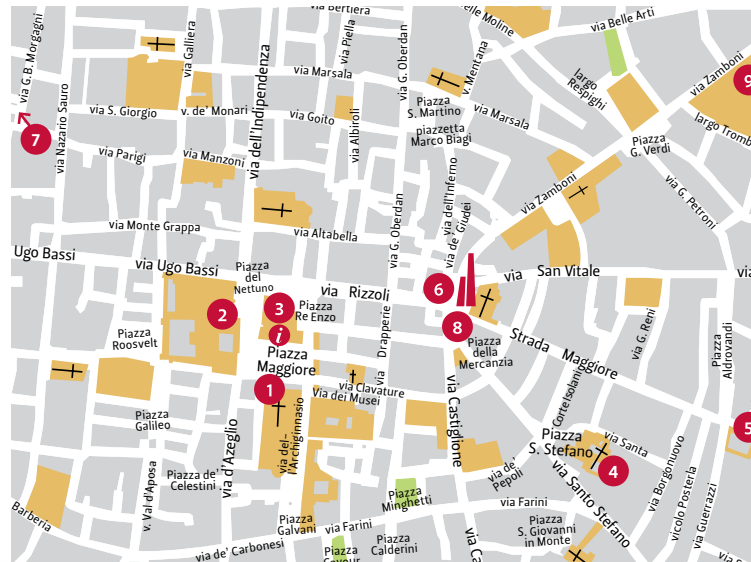 via Bertiera
delle Moline
via Belle Arti
via Galliera
via Piella
via G. Oberdan
v. Mentana
via G.B. Morgagni
via Marsala
largo
Respighi
via Zamboni
9
via Nazario Sauro
via S. Giorgio
v. de' Monari
via dell'Indipendenza
via Goito
via Albiroli
Piazza
S. Martino
via Marsala
largo Tromb
7
piazzetta
Marco Biagi
Piazza
G. Verdi
via Parigi
via Manzoni
via dell'Inferno
via de' Giudei
via Zamboni
via G. Petroni
via Monte Grappa
via Altabella
via G. Oberdan
Ugo Bassi
via Ugo Bassi
Piazza
del
Nettuno
via Rizzoli
6
via San Vitale
via
2
3
Piazza
Re Enzo
8
Piazza
Roosvelt
i
Piazza
Maggiore
via Drapperie
Piazza
della
Mercanzia
Strada Maggiore
via G. Reni
Piazza
Aldrovandi
1
via Clavature
Via dei Musei
via Castiglione
Corte Isolani
Piazza
Galileo
via d'Azeglio
via del-
l'Archiginnasio
Piazza
S. Stefano
via Santa
5
4
Piazza de'
Celestini
v. Val d'Aposa
via de'
Pepoli
via Santo Stefano
via Borgonuovo
vicolo Posterla
via Guerrazzi
Barberia
Piazza
Minghetti
via Farini
Piazza
Galvani
via Farini
Piazza
S. Giovanni
in Monte
via de' Carbonesi
Piazza
Cavour
Piazza
Calderini
via Ca